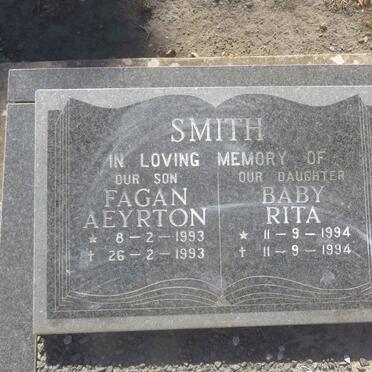 SMITH
IN LOVING MEMORY OF
OUR SON
FAGAN
AEYRTON
* 8 - 2 - 1993
† 26 - 2 - 1993
OUR DAUGHTER
BABY
RITA
* 11 - 9 - 1994
† 11 - 9 - 1994